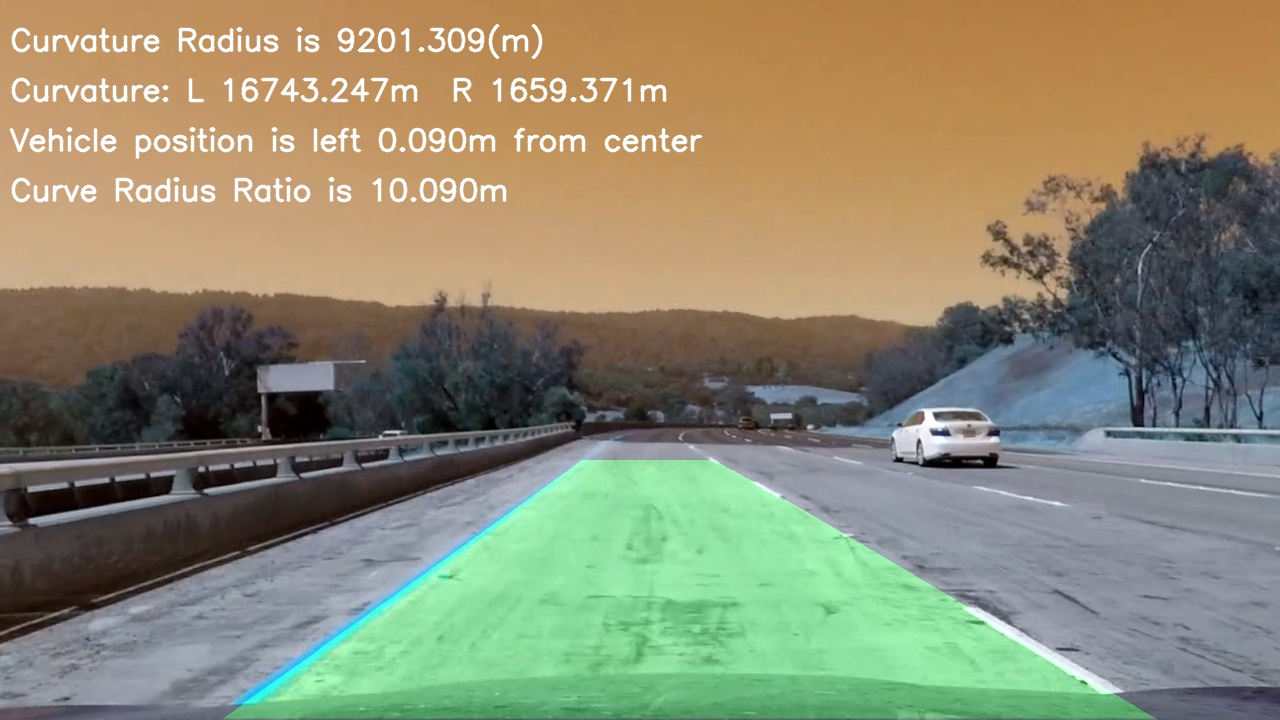 Curvature Radius is 9201.309(m)
Curvature: L 16743.247m R 1659.371m
Vehicle position is left 0.090m from center
Curve Radius Ratio is 10.090m